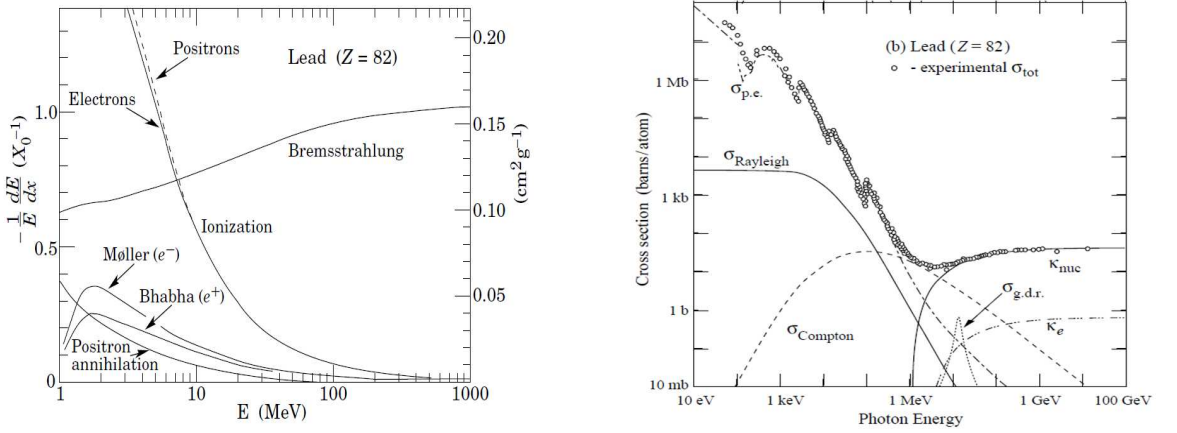 Positrons
Lead (Z = 82)
Electrons
Bremsstrahlung
Ionization
Møller (e−)
Bhabha (e+)
Positron
annihilation
−1/E dE/dx (X0−1)
(cm2 g−1)
0.20
0.15
0.10
0.05
1.0
0.5
0
1 10 100 1000
E (MeV)
(b) Lead (Z = 82)
o - experimental σtot
σp.e.
σRayleigh
κnuc
σg.d.r.
σCompton
κe
1 Mb
1 kb
1 b
10 mb
Cross section (barns/atom)
10 eV 1 keV 1 MeV 1 GeV 100 GeV
Photon Energy